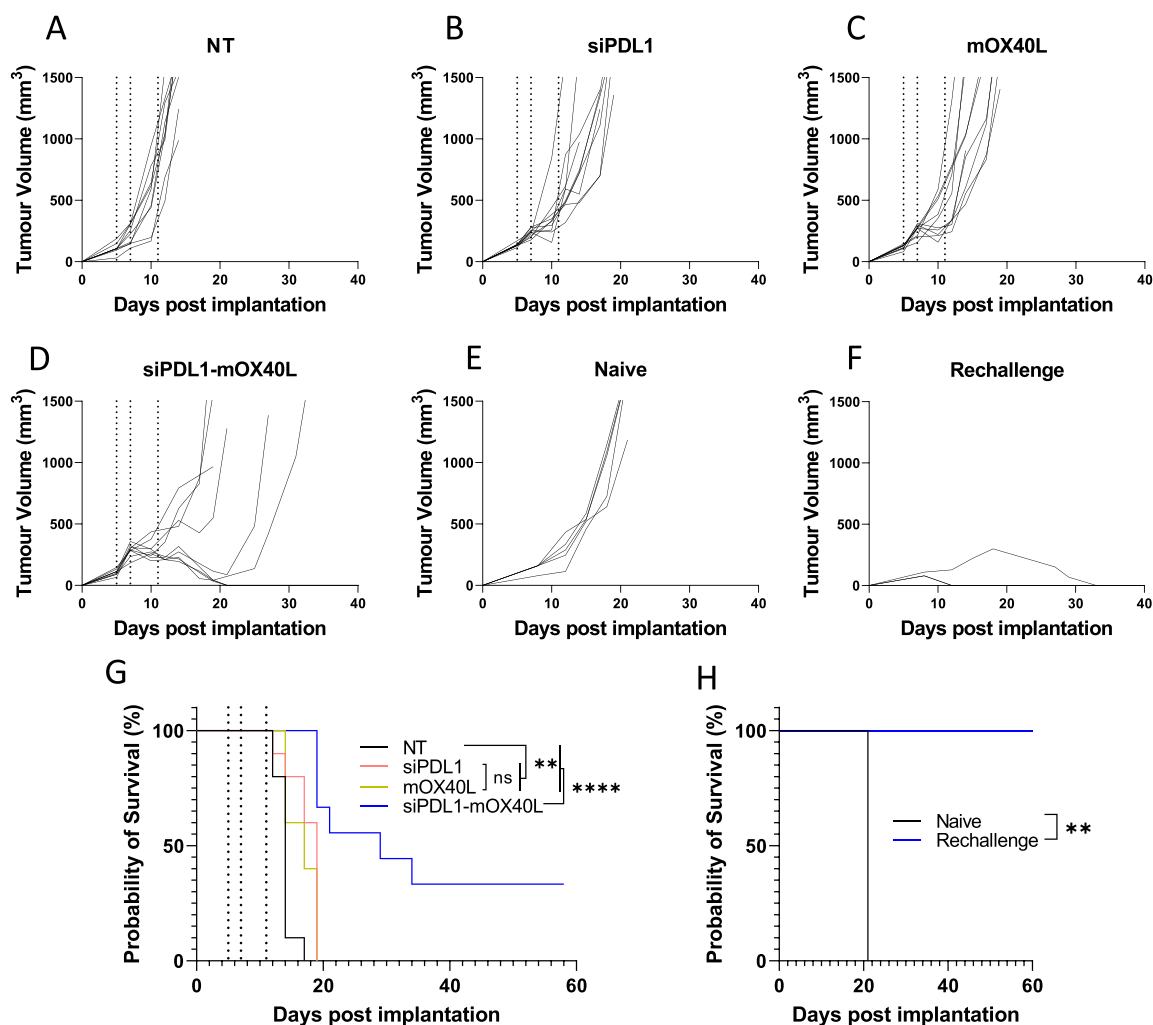 A
NT
Tumour Volume (mm³)
1500
1000
500
0
0 10 20 30 40
Days post implantation
B
siPDL1
Tumour Volume (mm³)
1500
1000
500
0
0 10 20 30 40
Days post implantation
C
mOX40L
Tumour Volume (mm³)
1500
1000
500
0
0 10 20 30 40
Days post implantation
D
siPDL1-mOX40L
Tumour Volume (mm³)
1500
1000
500
0
0 10 20 30 40
Days post implantation
E
Naive
Tumour Volume (mm³)
1500
1000
500
0
0 10 20 30 40
Days post implantation
F
Rechallenge
Tumour Volume (mm³)
1500
1000
500
0
0 10 20 30 40
Days post implantation
G
Probability of Survival (%)
100
50
0
NT
siPDL1
mOX40L
siPDL1-mOX40L
ns
**
****
0 20 40 60
Days post implantation
H
Probability of Survival (%)
100
50
0
Naive
Rechallenge
**
0 20 40 60
Days post implantation